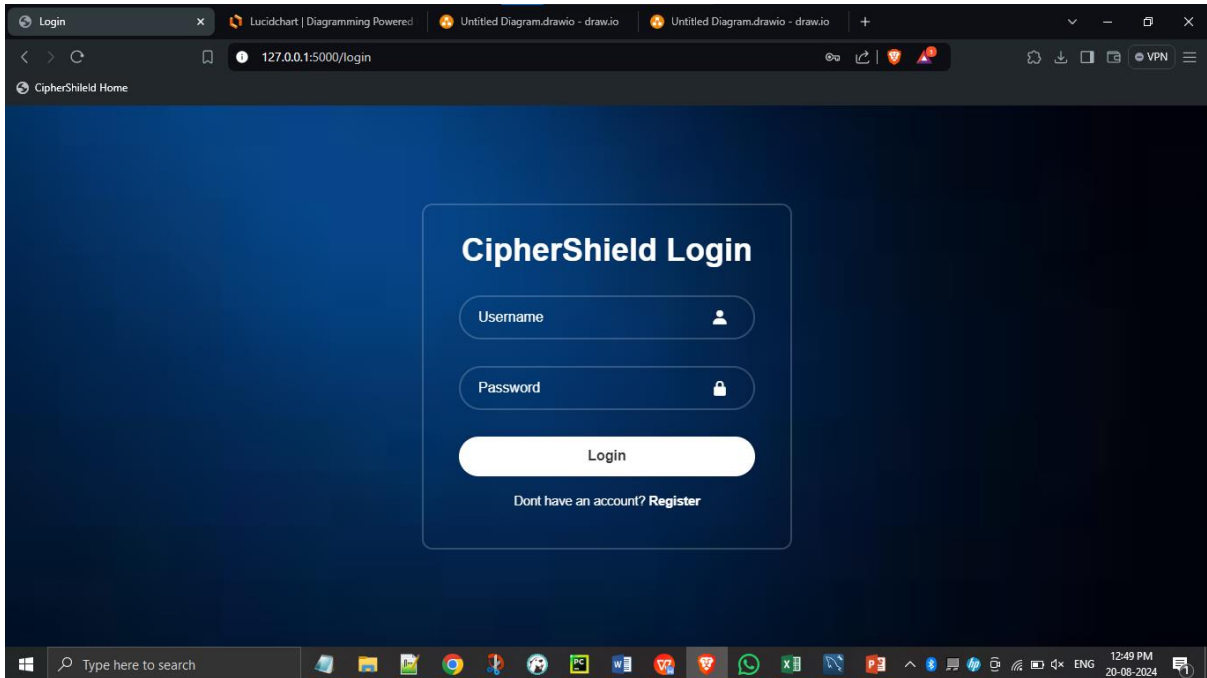 Login
Lucidchart | Diagramming Powered
Untitled Diagram.drawio - draw.io
Untitled Diagram.drawio - draw.io
127.0.0.1:5000/login
VPN
CipherShileld Home
CipherShield Login
Username
Password
Login
Dont have an account? Register
Type here to search
ENG
12:49 PM
20-08-2024